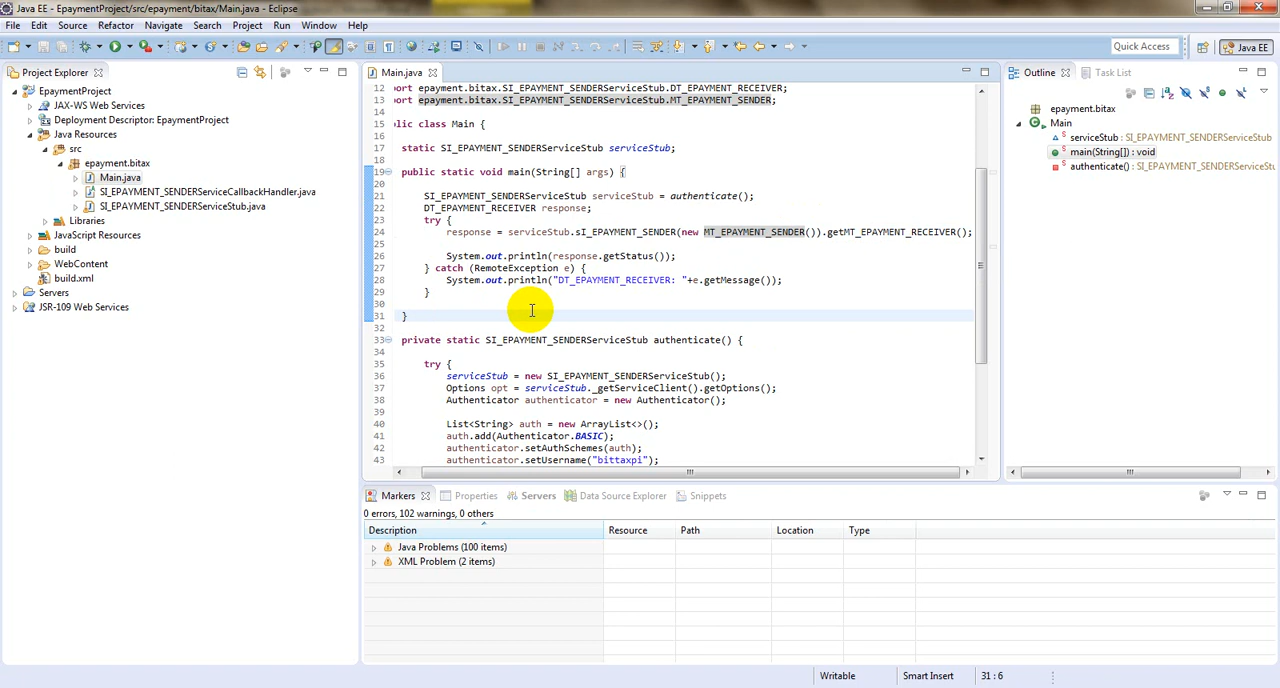 Java EE - EpaymentProject/src/epayment/bitax/Main.java - Eclipse
File Edit Source Refactor Navigate Search Project Run Window Help
Quick Access Java EE
Project Explorer
EpaymentProject
JAX-WS Web Services
Deployment Descriptor: EpaymentProject
Java Resources
src
epayment.bitax
Main.java
SI_EPAYMENT_SENDERServiceCallbackHandler.java
SI_EPAYMENT_SENDERServiceStub.java
Libraries
JavaScript Resources
build
WebContent
build.xml
Servers
JSR-109 Web Services
Main.java
12 ort epayment.bitax.SI_EPAYMENT_SENDERServiceStub.DT_EPAYMENT_RECEIVER;
13 ort epayment.bitax.SI_EPAYMENT_SENDERServiceStub.MT_EPAYMENT_SENDER;
14
15 blic class Main {
16
17 static SI_EPAYMENT_SENDERServiceStub serviceStub;
18
19 public static void main(String[] args) {
20
21 SI_EPAYMENT_SENDERServiceStub serviceStub = authenticate();
22 DT_EPAYMENT_RECEIVER response;
23 try {
24 response = serviceStub.sI_EPAYMENT_SENDER(new MT_EPAYMENT_SENDER()).getMT_EPAYMENT_RECEIVER();
25
26 System.out.println(response.getStatus());
27 } catch (RemoteException e) {
28 System.out.println("DT_EPAYMENT_RECEIVER: "+e.getMessage());
29 }
30
31 }
32
33 private static SI_EPAYMENT_SENDERServiceStub authenticate() {
34
35 try {
36 serviceStub = new SI_EPAYMENT_SENDERServiceStub();
37 Options opt = serviceStub._getServiceClient().getOptions();
38 Authenticator authenticator = new Authenticator();
39
40 List<String> auth = new ArrayList<>();
41 auth.add(Authenticator.BASIC);
42 authenticator.setAuthSchemes(auth);
43 authenticator.setUsername("bittaxpi");
Outline Task List
epayment.bitax
Main
serviceStub : SI_EPAYMENT_SENDERServiceStub
main(String[]) : void
authenticate() : SI_EPAYMENT_SENDERServiceS
Markers Properties Servers Data Source Explorer Snippets
0 errors, 102 warnings, 0 others
Description Resource Path Location Type
Java Problems (100 items)
XML Problem (2 items)
Writable Smart Insert 31 : 6